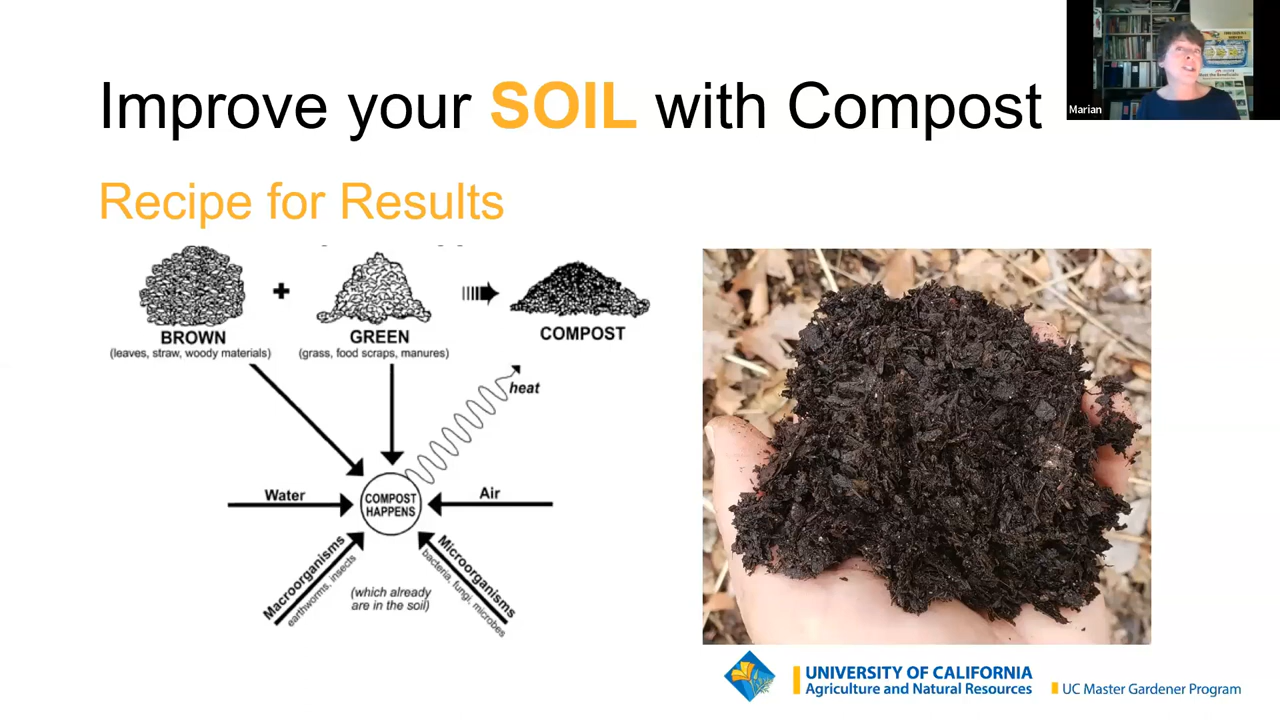 Improve your SOIL with Compost
Marian
Recipe for Results
BROWN
(leaves, straw, woody materials)
GREEN
(grass, food scraps, manures)
COMPOST
heat
Water
COMPOST
HAPPENS
Air
Macroorganisms
earthworms, insects
(which already
are in the soil)
Microorganisms
bacteria, fungi, microbes
UNIVERSITY OF CALIFORNIA
Agriculture and Natural Resources
UC Master Gardener Program